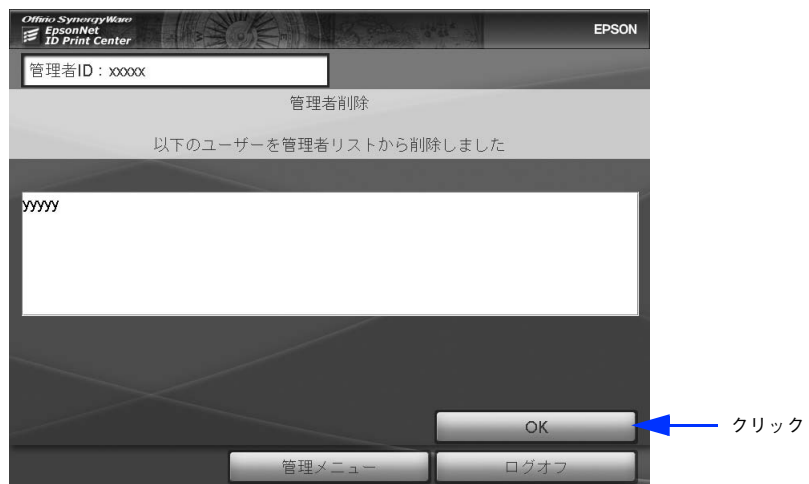 Offirio SynergyWare
EpsonNet
ID Print Center
EPSON
管理者ID：xxxxx
管理者削除
以下のユーザーを管理者リストから削除しました
yyyyy
OK
クリック
管理メニュー
ログオフ